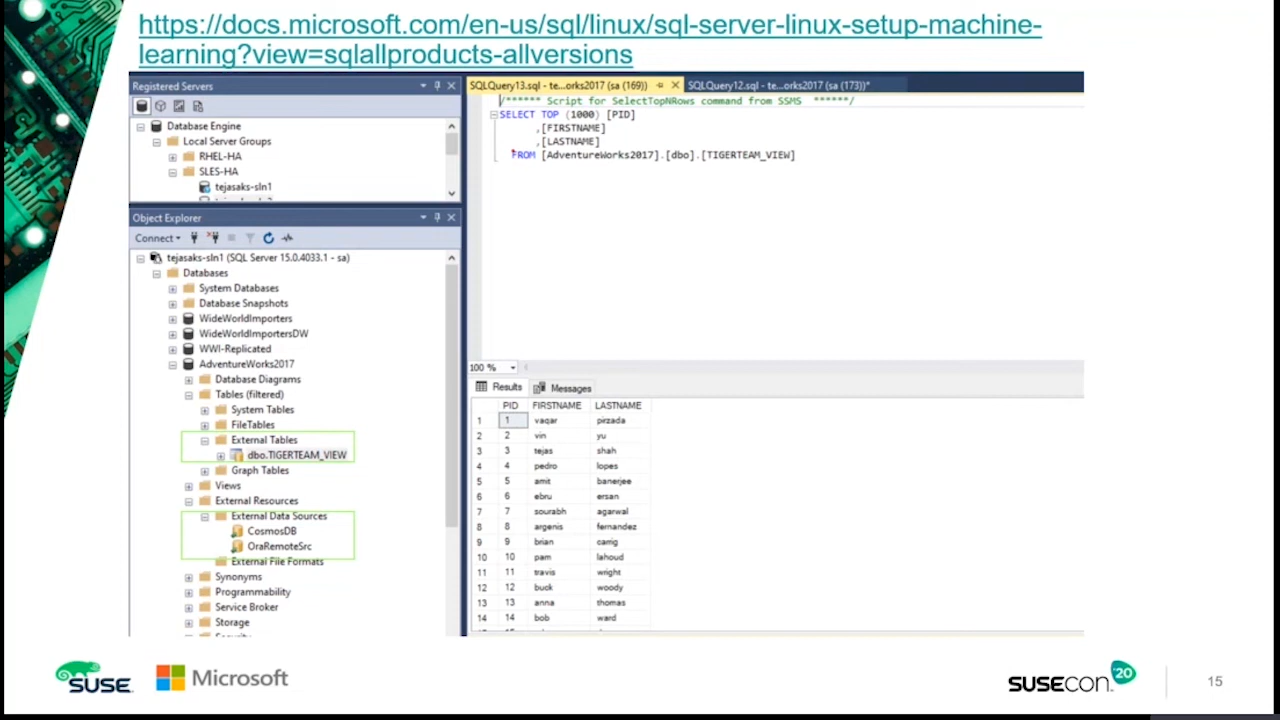 https://docs.microsoft.com/en-us/sql/linux/sql-server-linux-setup-machine-
learning?view=sqlallproducts-allversions
Registered Servers
Database Engine
Local Server Groups
RHEL-HA
SLES-HA
tejasaks-sln1
Object Explorer
Connect
tejasaks-sln1 (SQL Server 15.0.4033.1 - sa)
Databases
System Databases
Database Snapshots
WideWorldImporters
WideWorldImportersDW
WWI-Replicated
AdventureWorks2017
Database Diagrams
Tables (filtered)
System Tables
FileTables
External Tables
dbo.TIGERTEAM_VIEW
Graph Tables
Views
External Resources
External Data Sources
CosmosDB
OraRemoteSrc
External File Formats
Synonyms
Programmability
Service Broker
Storage
Security
SQLQuery13.sql - te...orks2017 (sa (169)) SQLQuery12.sql - te...orks2017 (sa (173))*
/****** Script for SelectTopNRows command from SSMS ******/
SELECT TOP (1000) [PID]
,[FIRSTNAME]
,[LASTNAME]
FROM [AdventureWorks2017].[dbo].[TIGERTEAM_VIEW]
100 %
Results Messages
PID FIRSTNAME LASTNAME
1 1 vaqar pirzada
2 2 vin yu
3 3 tejas shah
4 4 pedro lopes
5 5 amit banerjee
6 6 ebru ersan
7 7 sourabh agarwal
8 8 argenis fernandez
9 9 brian carrig
10 10 pam lahoud
11 11 travis wright
12 12 buck woody
13 13 anna thomas
14 14 bob ward
SUSE
Microsoft
SUSECON '20
15